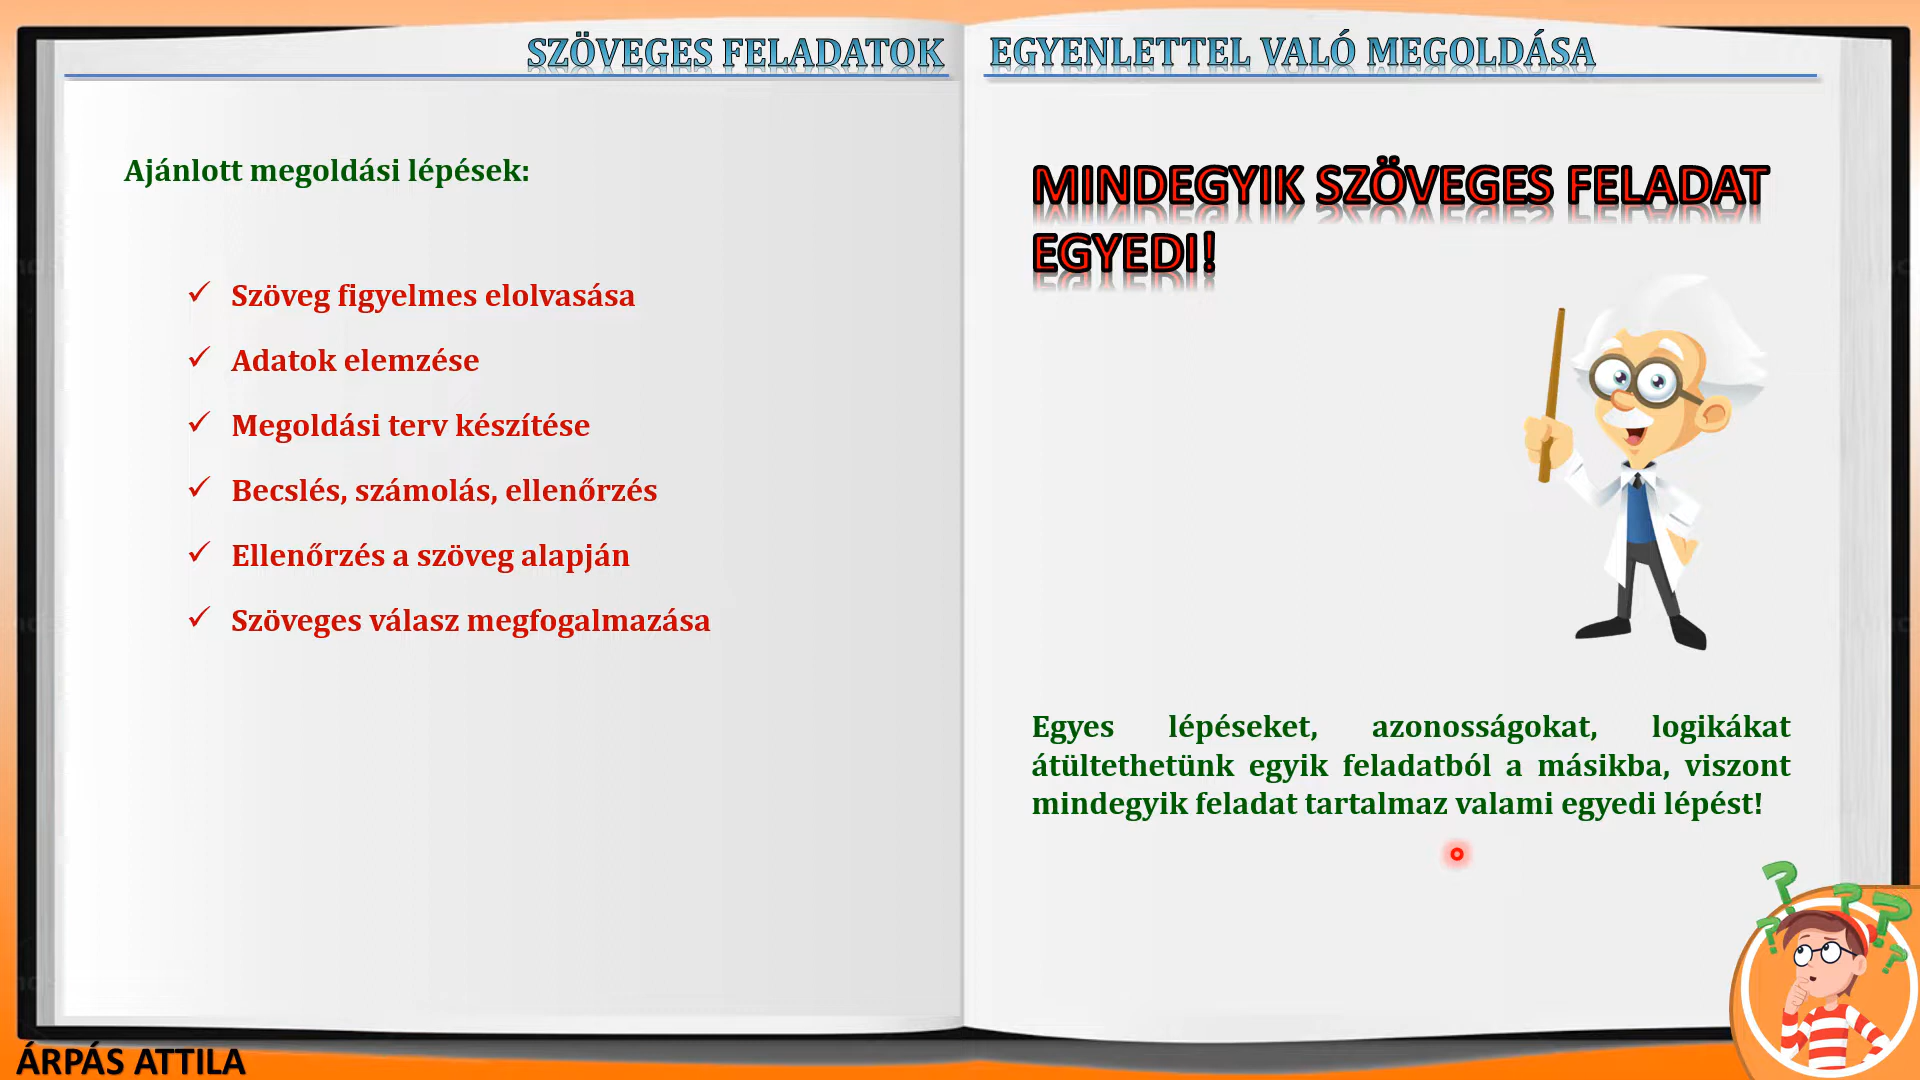 SZÖVEGES FELADATOK
EGYENLETTEL VALÓ MEGOLDÁSA
Ajánlott megoldási lépések:
✓ Szöveg figyelmes elolvasása
✓ Adatok elemzése
✓ Megoldási terv készítése
✓ Becslés, számolás, ellenőrzés
✓ Ellenőrzés a szöveg alapján
✓ Szöveges válasz megfogalmazása
MINDEGYIK SZÖVEGES FELADAT
EGYEDI!
Egyes lépéseket, azonosságokat, logikákat
átültethetünk egyik feladatból a másikba, viszont
mindegyik feladat tartalmaz valami egyedi lépést!
ÁRPÁS ATTILA